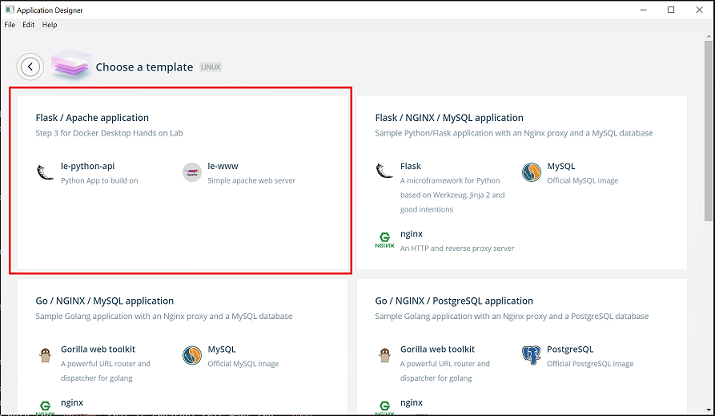 Application Designer
File Edit Help
Choose a template LINUX
Flask / Apache application
Step 3 for Docker Desktop Hands on Lab
le-python-api
Python App to build on
le-www
Simple apache web server
Flask / NGINX / MySQL application
Sample Python/Flask application with an Nginx proxy and a MySQL database
Flask
A microframework for Python
based on Werkzeug, Jinja 2 and
good intentions
MySQL
Official MySQL image
NGINX
nginx
An HTTP and reverse proxy server
Go / NGINX / MySQL application
Sample Golang application with an Nginx proxy and a MySQL database
Gorilla web toolkit
A powerful URL router and
dispatcher for golang
MySQL
Official MySQL image
nginx
Go / NGINX / PostgreSQL application
Sample Golang application with an Nginx proxy and a PostgreSQL database
Gorilla web toolkit
A powerful URL router and
dispatcher for golang
PostgreSQL
Official PostgreSQL image
nginx